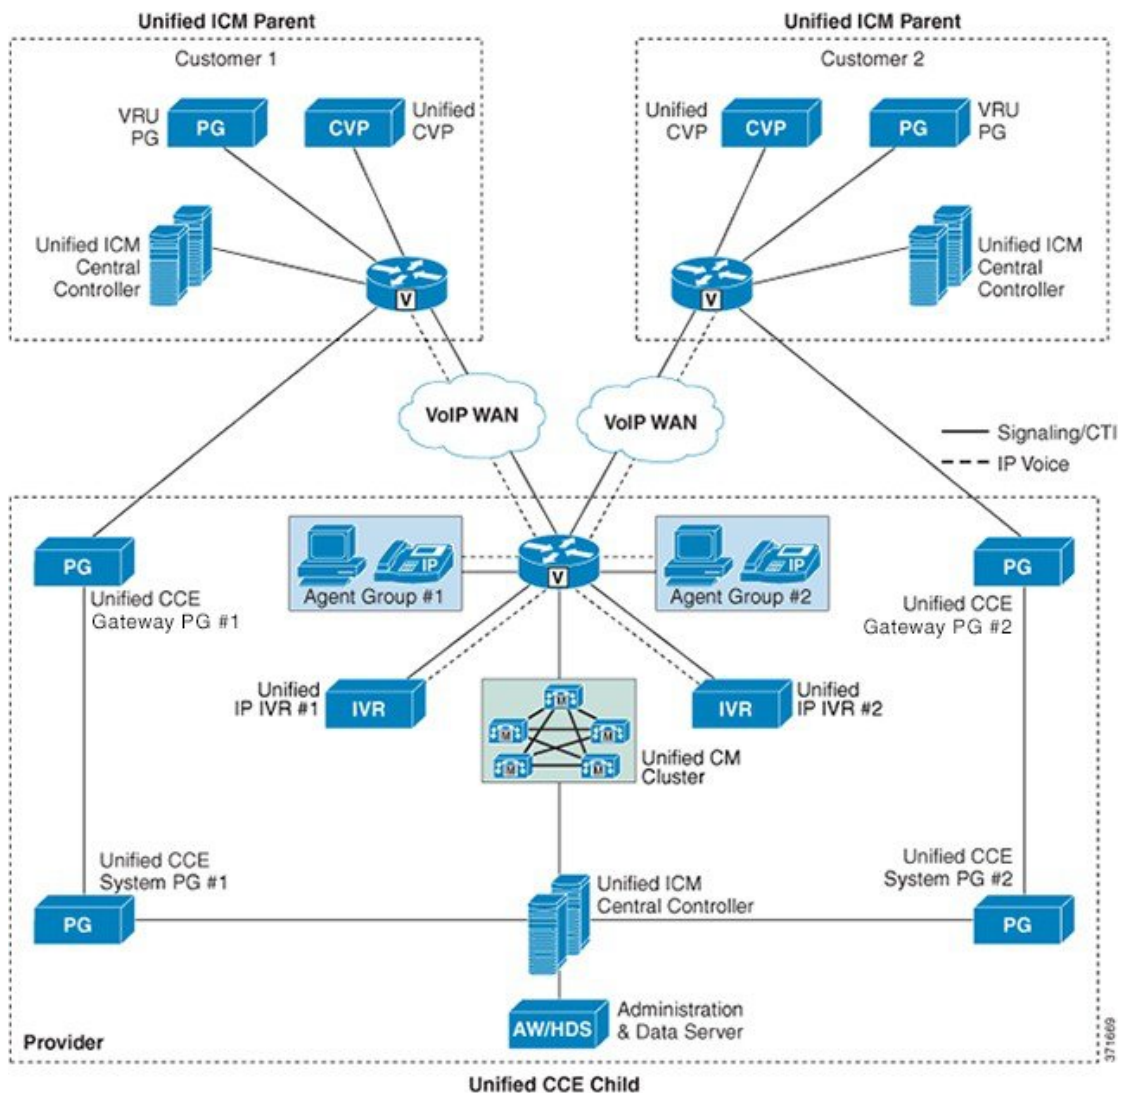 Unified ICM Parent
Customer 1
VRU
PG
PG
CVP
Unified
CVP
Unified ICM
Central
Controller
V
Unified ICM Parent
Customer 2
Unified
CVP
CVP
PG
VRU
PG
Unified ICM
Central
Controller
V
VoIP WAN
VoIP WAN
Signaling/CTI
IP Voice
PG
Unified CCE
Gateway PG #1
IP
Agent Group #1
V
IP
Agent Group #2
PG
Unified CCE
Gateway PG #2
Unified
IP IVR #1
IVR
IVR
Unified
IP IVR #2
M
M
M
M
M
Unified CM
Cluster
Unified CCE
System PG #1
PG
Unified ICM
Central Controller
Unified CCE
System PG #2
PG
AW/HDS
Administration
& Data Server
Provider
371669
Unified CCE Child